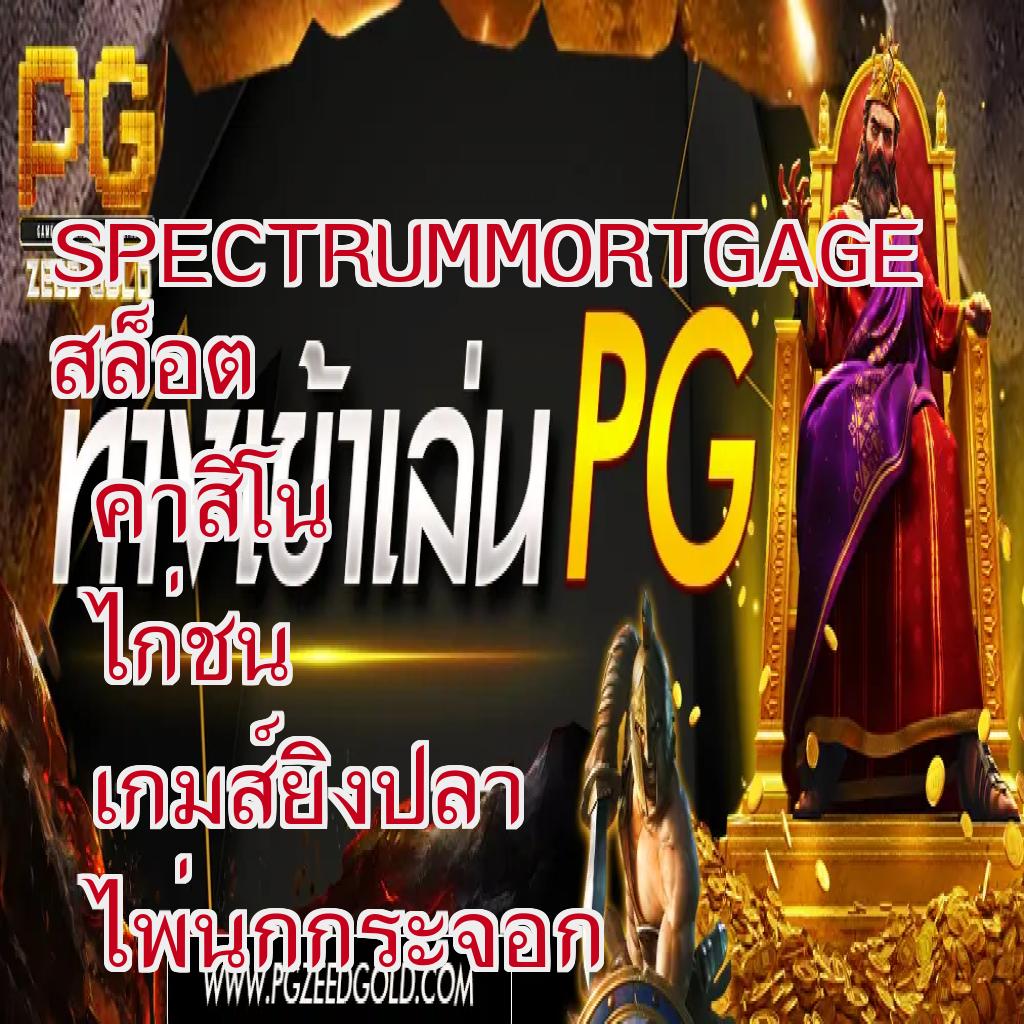 PG
SPECTRUMMORTGAGE
ZEED GOLD
สล็อต
ทางเข้าเล่น PG
คาสิโน
ไก่ชน
เกมส์ยิงปลา
ไพ่นกกระจอก
WWW.PGZEEDGOLD.COM